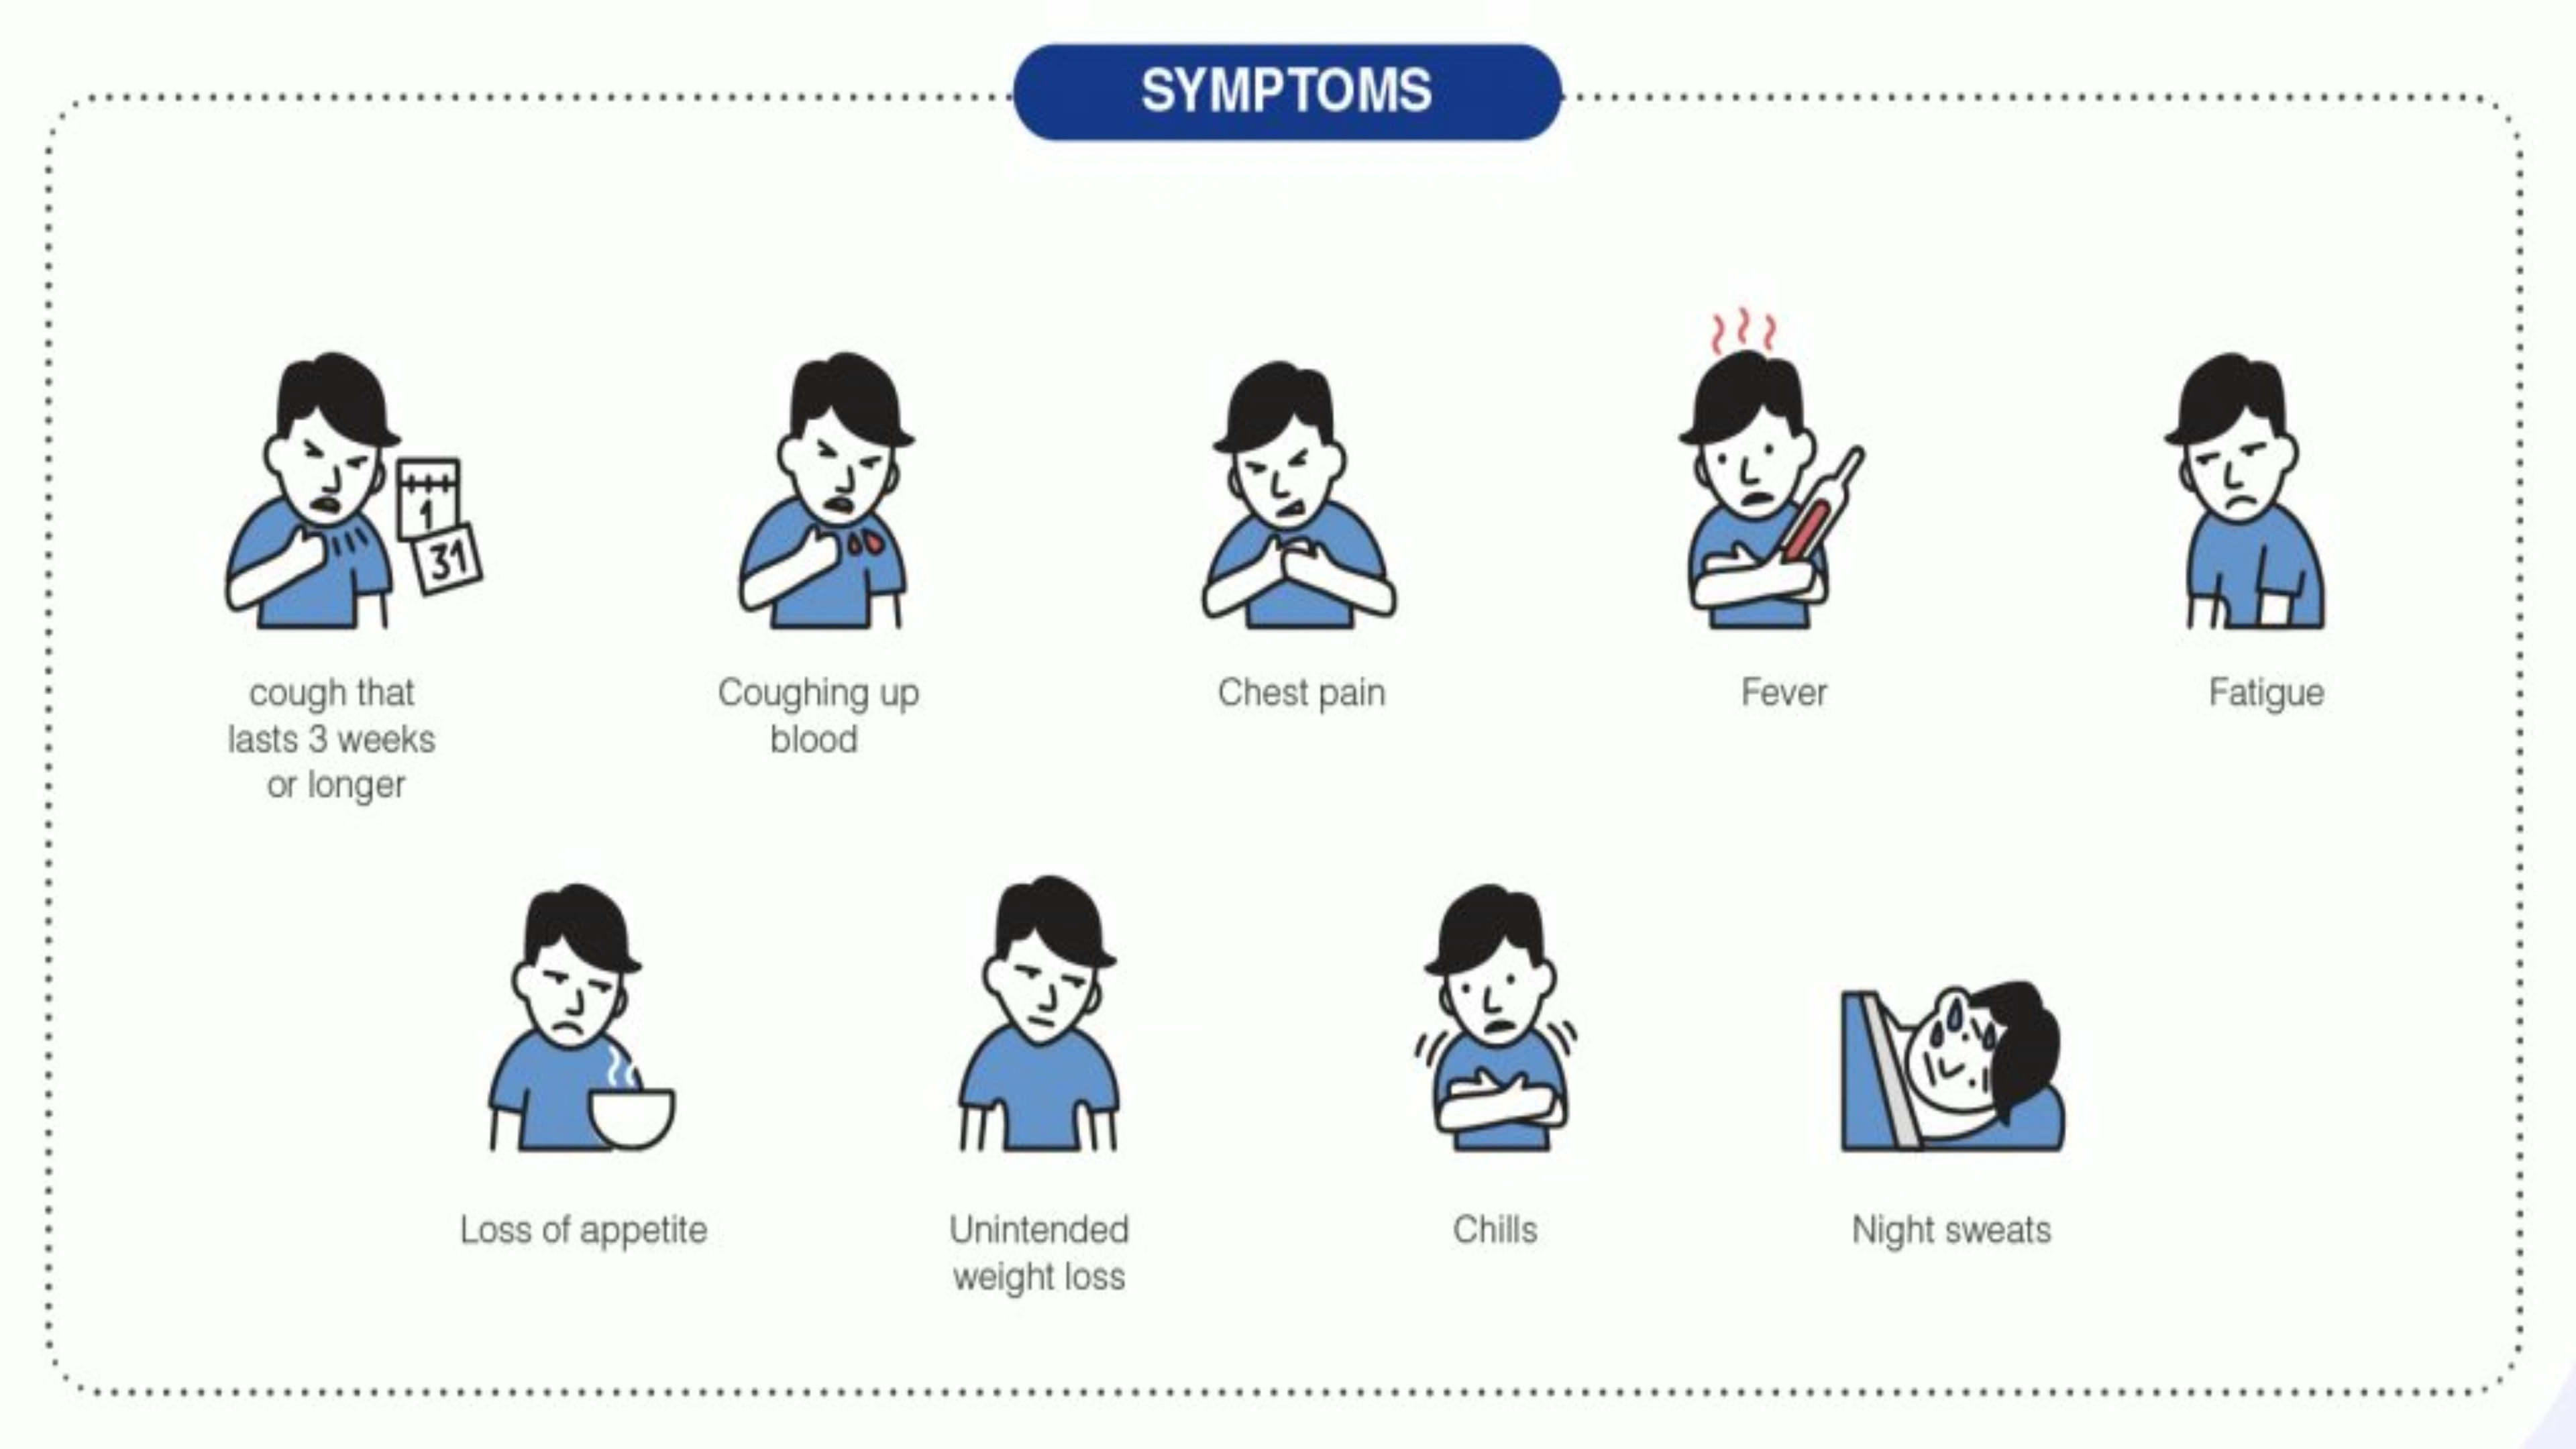 SYMPTOMS
1
31
cough that
lasts 3 weeks
or longer
Coughing up
blood
Chest pain
Fever
Fatigue
Loss of appetite
Unintended
weight loss
Chills
Night sweats